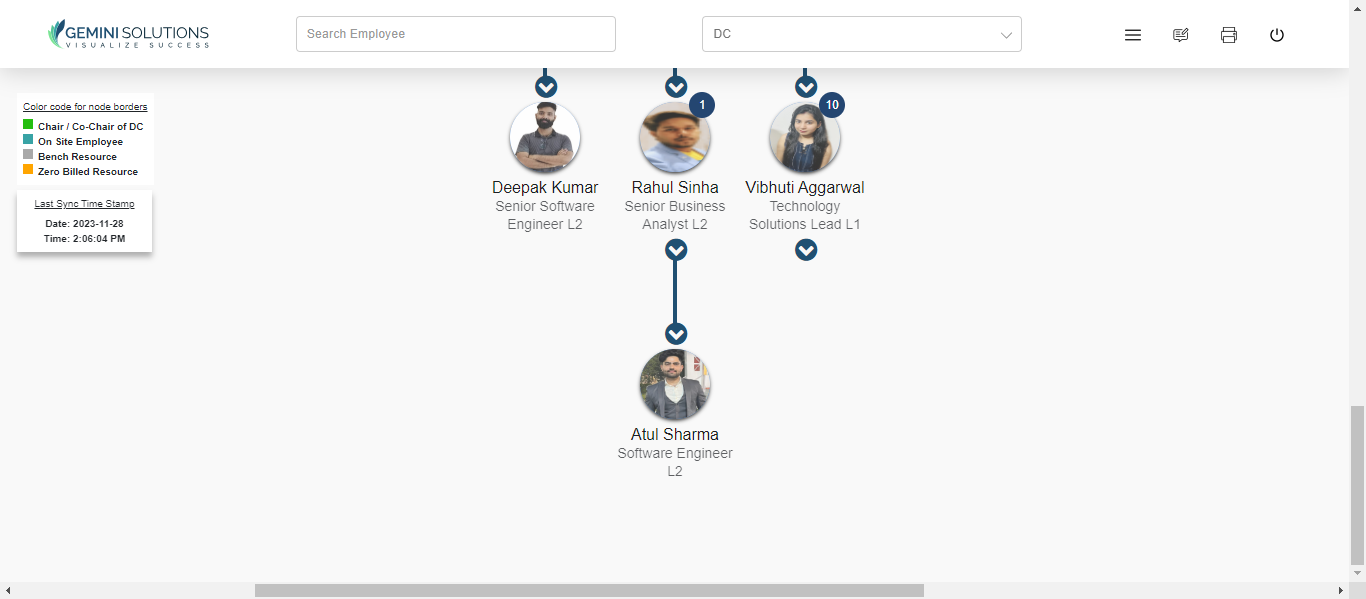 GEMINI SOLUTIONS
VISUALIZE SUCCESS
Search Employee
DC
Color code for node borders
Chair / Co-Chair of DC
On Site Employee
Bench Resource
Zero Billed Resource
Last Sync Time Stamp
Date: 2023-11-28
Time: 2:06:04 PM
Deepak Kumar
Senior Software
Engineer L2
1
Rahul Sinha
Senior Business
Analyst L2
10
Vibhuti Aggarwal
Technology
Solutions Lead L1
Atul Sharma
Software Engineer
L2